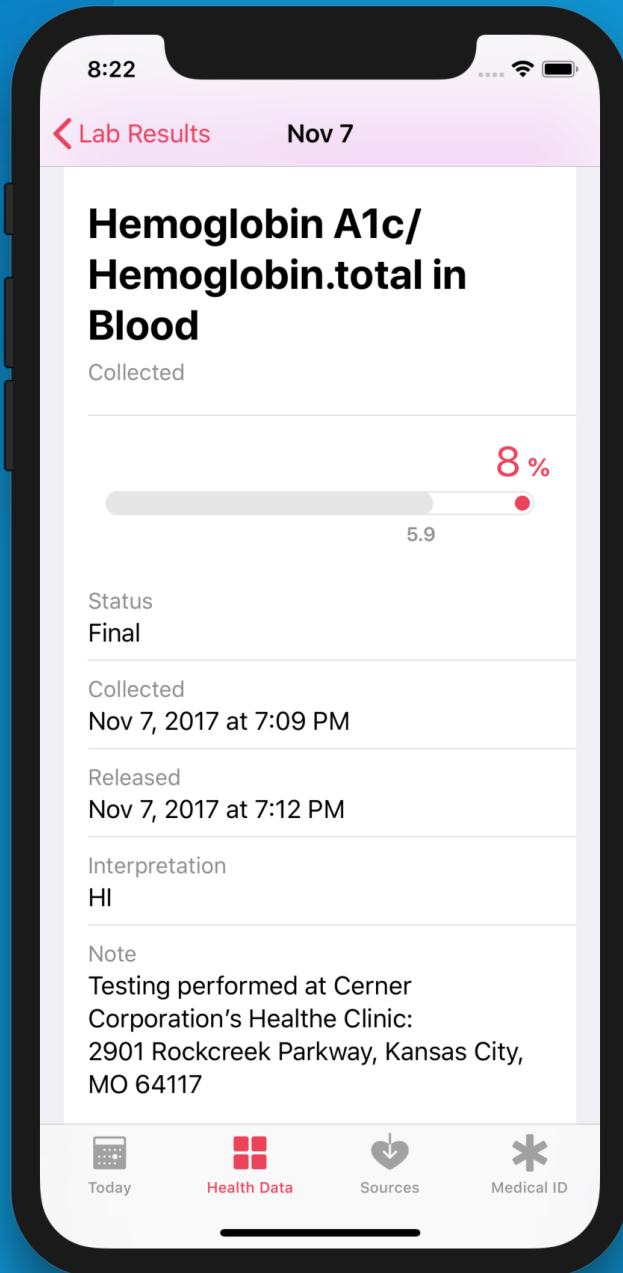 8:22
Lab Results
Nov 7
Hemoglobin A1c/
Hemoglobin.total in
Blood
Collected
8 %
5.9
Status
Final
Collected
Nov 7, 2017 at 7:09 PM
Released
Nov 7, 2017 at 7:12 PM
Interpretation
HI
Note
Testing performed at Cerner
Corporation’s Healthe Clinic:
2901 Rockcreek Parkway, Kansas City,
MO 64117
Today
Health Data
Sources
Medical ID